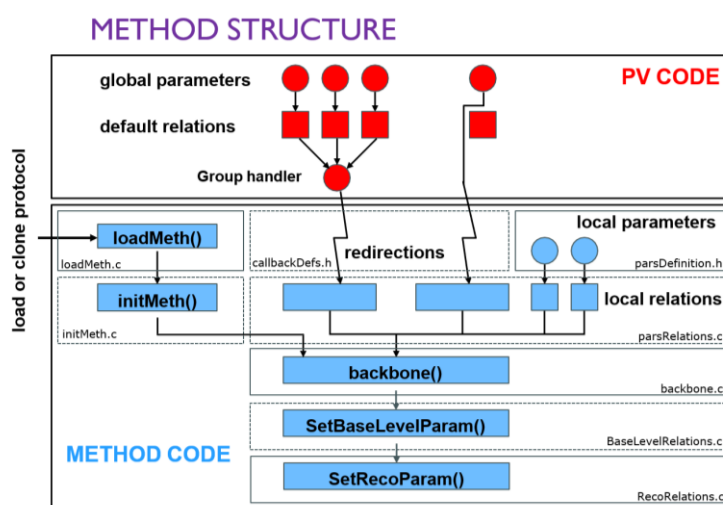 METHOD STRUCTURE
global parameters
PV CODE
default relations
Group handler
load or clone protocol
local parameters
loadMeth()
redirections
loadMeth.c
callbackDefs.h
parsDefinition.h
initMeth()
local relations
initMeth.c
parsRelations.c
backbone()
backbone.c
SetBaseLevelParam()
BaseLevelRelations.c
METHOD CODE
SetRecoParam()
RecoRelations.c